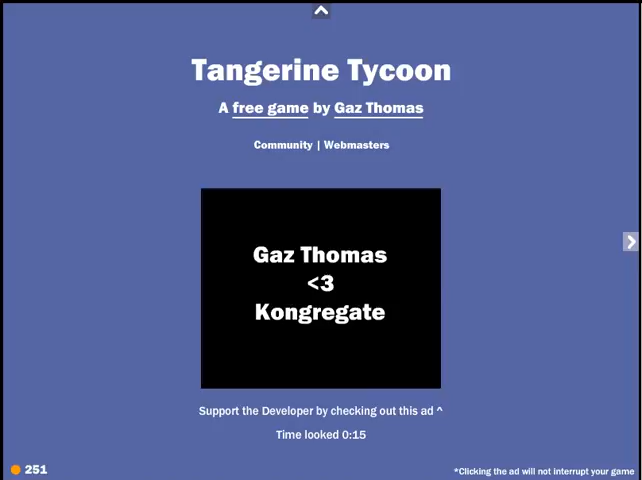 Tangerine Tycoon
A free game by Gaz Thomas
Community | Webmasters
Gaz Thomas
<3
Kongregate
Support the Developer by checking out this ad ^
Time looked 0:15
251
*Clicking the ad will not interrupt your game